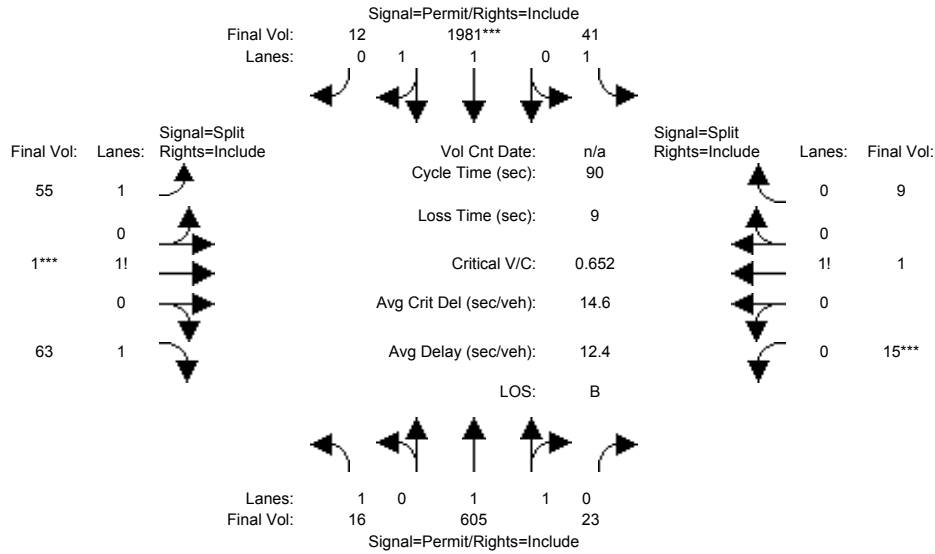 Signal=Permit/Rights=Include
Final Vol: 12 1981*** 41
Lanes: 0 1 1 0 1
Signal=Split
Final Vol: Lanes: Rights=Include
55 1
0
1*** 1!
0
63 1
Vol Cnt Date: n/a
Cycle Time (sec): 90
Loss Time (sec): 9
Critical V/C: 0.652
Avg Crit Del (sec/veh): 14.6
Avg Delay (sec/veh): 12.4
LOS: B
Signal=Split
Rights=Include Lanes: Final Vol:
0 9
0
1! 1
0
0 15***
Lanes: 1 0 1 1 0
Final Vol: 16 605 23
Signal=Permit/Rights=Include